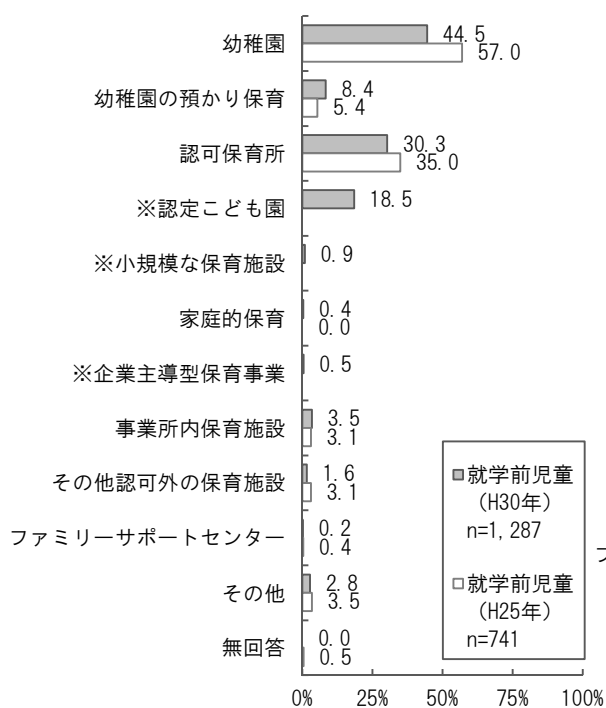 幼稚園
44.5
57.0
幼稚園の預かり保育
8.4
5.4
認可保育所
30.3
35.0
※認定こども園
18.5
※小規模な保育施設
0.9
家庭的保育
0.4
0.0
※企業主導型保育事業
0.5
事業所内保育施設
3.5
3.1
その他認可外の保育施設
1.6
3.1
ファミリーサポートセンター
0.2
0.4
その他
2.8
3.5
無回答
0.0
0.5
0%
25%
50%
75%
100%
就学前児童
（H30年）
n=1,287
就学前児童
（H25年）
n=741
フ